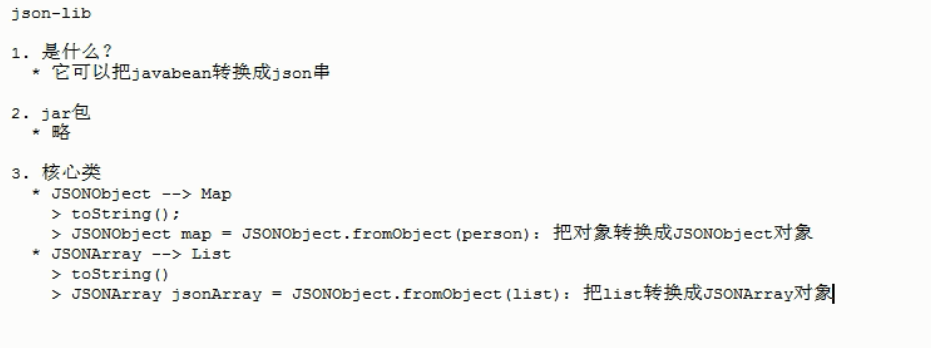 json-lib
1. 是什么?
* 它可以把javabean转换成json串
2. jar包
* 略
3. 核心类
* JSONObject --> Map
> toString();
> JSONObject map = JSONObject.fromObject(person): 把对象转换成JSONObject对象
* JSONArray --> List
> toString()
> JSONArray jsonArray = JSONObject.fromObject(list): 把list转换成JSONArray对象